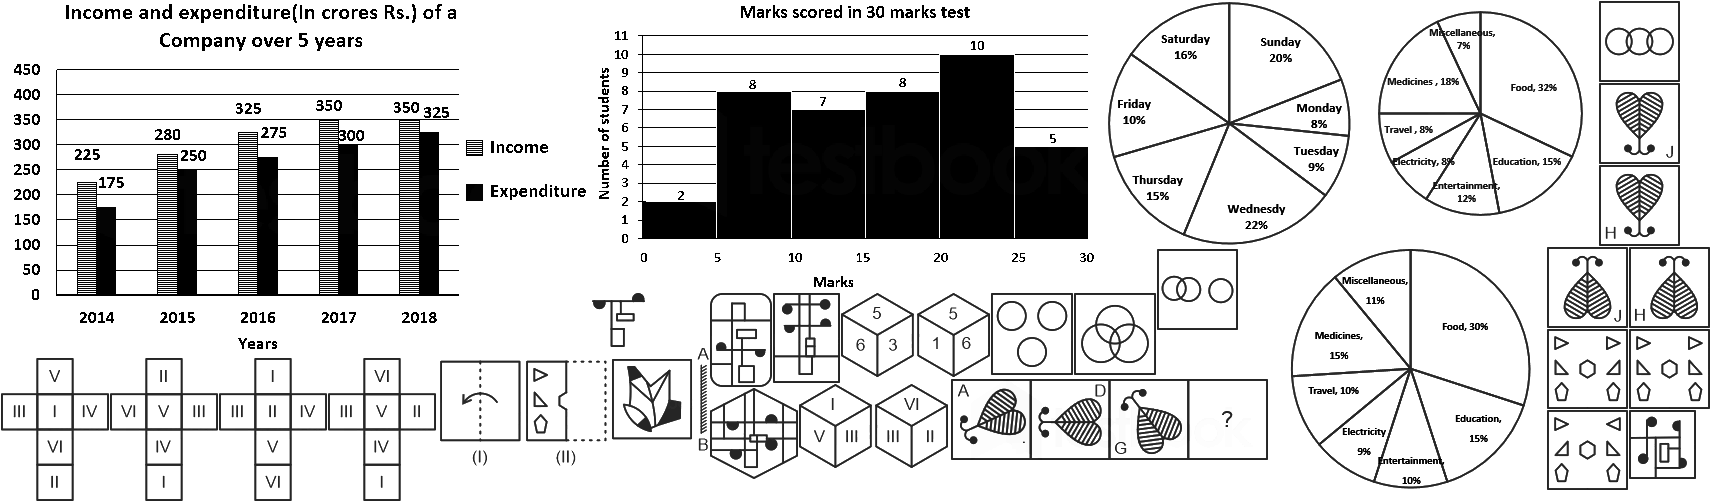 Income and expenditure(In crores Rs.) of a
Company over 5 years
450
400
350
300
250
200
150
100
50
0
225
175
280
250
325
275
350
300
350
325
2014
2015
2016
2017
2018
Years
Income
Expenditure
Marks scored in 30 marks test
Number of students
11
10
9
8
7
6
5
4
3
2
1
0
2
8
7
8
10
5
0
5
10
15
20
25
30
Marks
testbook
Saturday
16%
Sunday
20%
Monday
8%
Tuesday
9%
Wednesdy
22%
Thursday
15%
Friday
10%
Miscellaneous,
7%
Food, 32%
Education, 15%
Entertainment,
12%
Electricity, 8%
Travel , 8%
Medicines , 18%
J
H
Miscellaneous,
11%
Food, 30%
Education,
15%
Entertainment,
10%
Electricity
9%
Travel, 10%
Medicines,
15%
J
H
V
III I IV
VI
II
II
VI V III
IV
I
I
III II IV
V
VI
VI
III V II
IV
I
(I)
(II)
A
B
5
6 3
5
1 6
I
V III
VI
III II
A
D
G
?